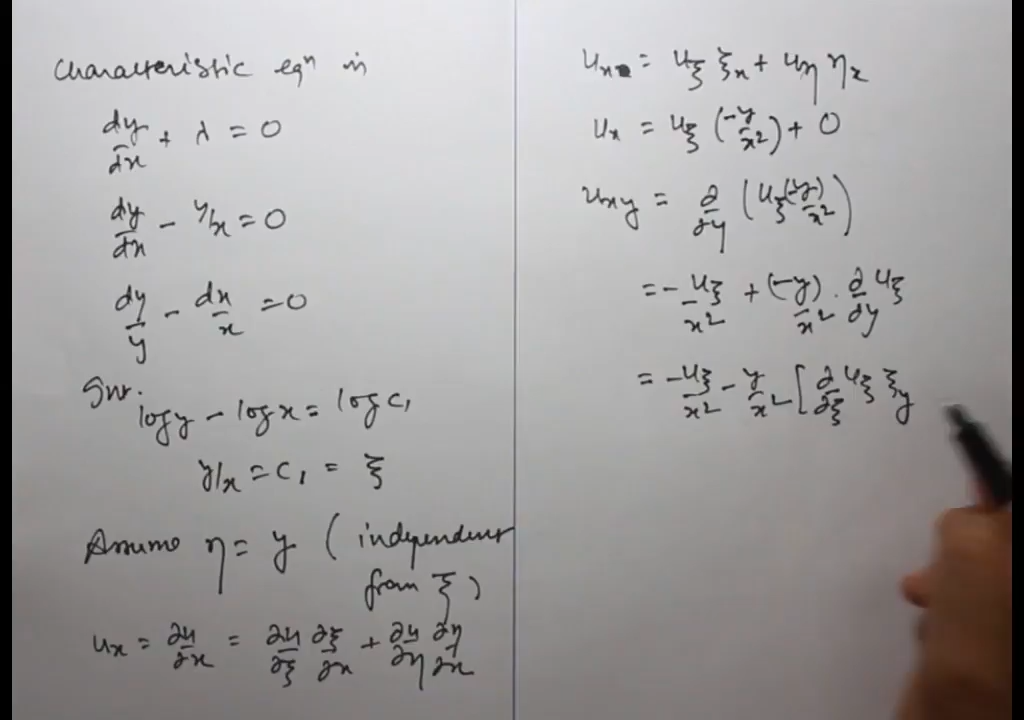 Characteristic eqⁿ is
dy/dx + λ = 0
dy/dx - y/x = 0
dy/y - dx/x = 0
Int.
log y - log x = log c₁
y/x = c₁ = ξ
Assume η = y ( independent
from ξ )
uₓ = ∂u/∂x = ∂u/∂ξ ∂ξ/∂x + ∂u/∂η ∂η/∂x
uₓ = u_ξ ξₓ + u_η ηₓ
uₓ = u_ξ (-y/x²) + 0
u_xy = ∂/∂y (u_ξ (-y/x²))
= - u_ξ/x² + (-y)/x² · ∂/∂y u_ξ
= -u_ξ/x² - y/x² [ ∂/∂ξ u_ξ ξ_y